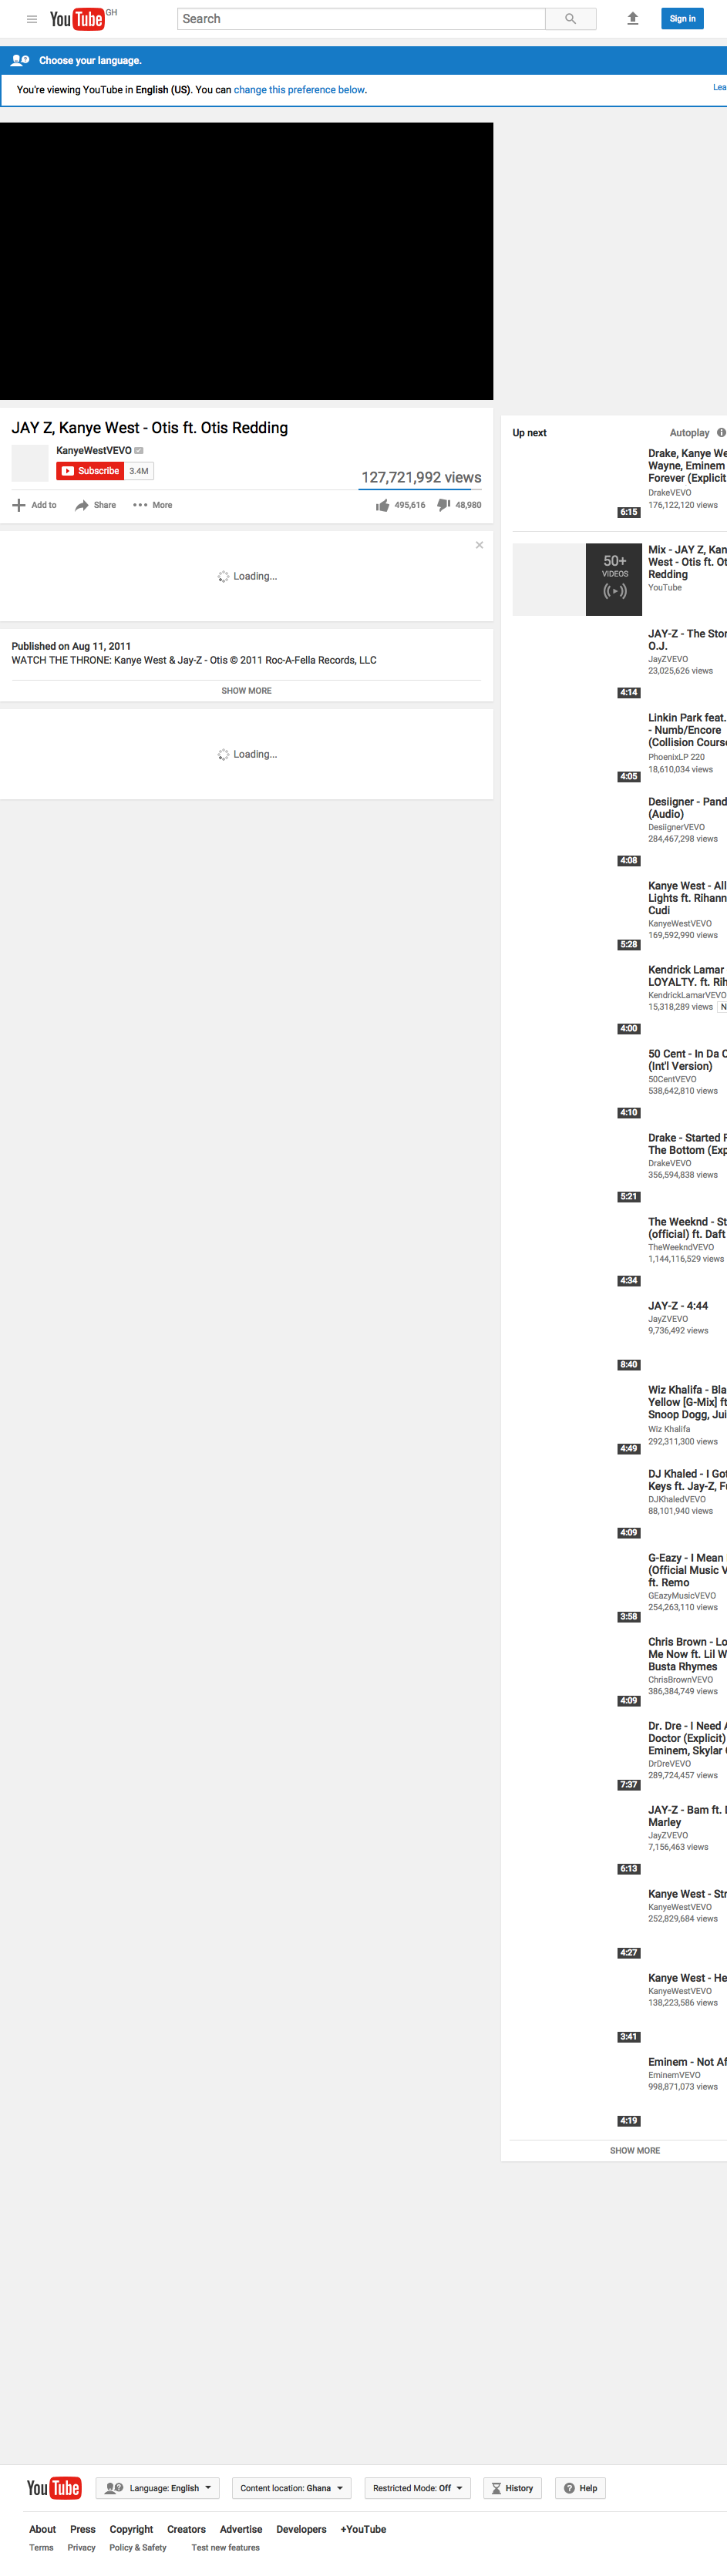 YouTube GH
Search
Sign in
Choose your language.
You're viewing YouTube in English (US). You can change this preference below.
Lea
JAY Z, Kanye West - Otis ft. Otis Redding
KanyeWestVEVO
Subscribe 3.4M
127,721,992 views
Add to Share More
495,616 48,980
Loading...
Published on Aug 11, 2011
WATCH THE THRONE: Kanye West & Jay-Z - Otis © 2011 Roc-A-Fella Records, LLC
SHOW MORE
Loading...
Up next Autoplay
Drake, Kanye We
Wayne, Eminem
Forever (Explicit
DrakeVEVO
176,122,120 views
6:15
50+
VIDEOS
Mix - JAY Z, Kan
West - Otis ft. Ot
Redding
YouTube
JAY-Z - The Stor
O.J.
JayZVEVO
23,025,626 views
4:14
Linkin Park feat.
- Numb/Encore
(Collision Course
PhoenixLP 220
18,610,034 views
4:05
Desiigner - Pand
(Audio)
DesiignerVEVO
284,467,298 views
4:08
Kanye West - All
Lights ft. Rihann
Cudi
KanyeWestVEVO
169,592,990 views
5:28
Kendrick Lamar
LOYALTY. ft. Rih
KendrickLamarVEVO
15,318,289 views N
4:00
50 Cent - In Da C
(Int'l Version)
50CentVEVO
538,642,810 views
4:10
Drake - Started F
The Bottom (Exp
DrakeVEVO
356,594,838 views
5:21
The Weeknd - St
(official) ft. Daft
TheWeekndVEVO
1,144,116,529 views
4:34
JAY-Z - 4:44
JayZVEVO
9,736,492 views
8:40
Wiz Khalifa - Bla
Yellow [G-Mix] ft
Snoop Dogg, Jui
Wiz Khalifa
292,311,300 views
4:49
DJ Khaled - I Got
Keys ft. Jay-Z, F
DJKhaledVEVO
88,101,940 views
4:09
G-Eazy - I Mean
(Official Music V
ft. Remo
GEazyMusicVEVO
254,263,110 views
3:58
Chris Brown - Lo
Me Now ft. Lil W
Busta Rhymes
ChrisBrownVEVO
386,384,749 views
4:09
Dr. Dre - I Need A
Doctor (Explicit)
Eminem, Skylar
DrDreVEVO
289,724,457 views
7:37
JAY-Z - Bam ft. 
Marley
JayZVEVO
7,156,463 views
6:13
Kanye West - Str
KanyeWestVEVO
252,829,684 views
4:27
Kanye West - He
KanyeWestVEVO
138,223,586 views
3:41
Eminem - Not Af
EminemVEVO
998,871,073 views
4:19
SHOW MORE
YouTube Language: English Content location: Ghana Restricted Mode: Off History Help
About Press Copyright Creators Advertise Developers +YouTube
Terms Privacy Policy & Safety Test new features